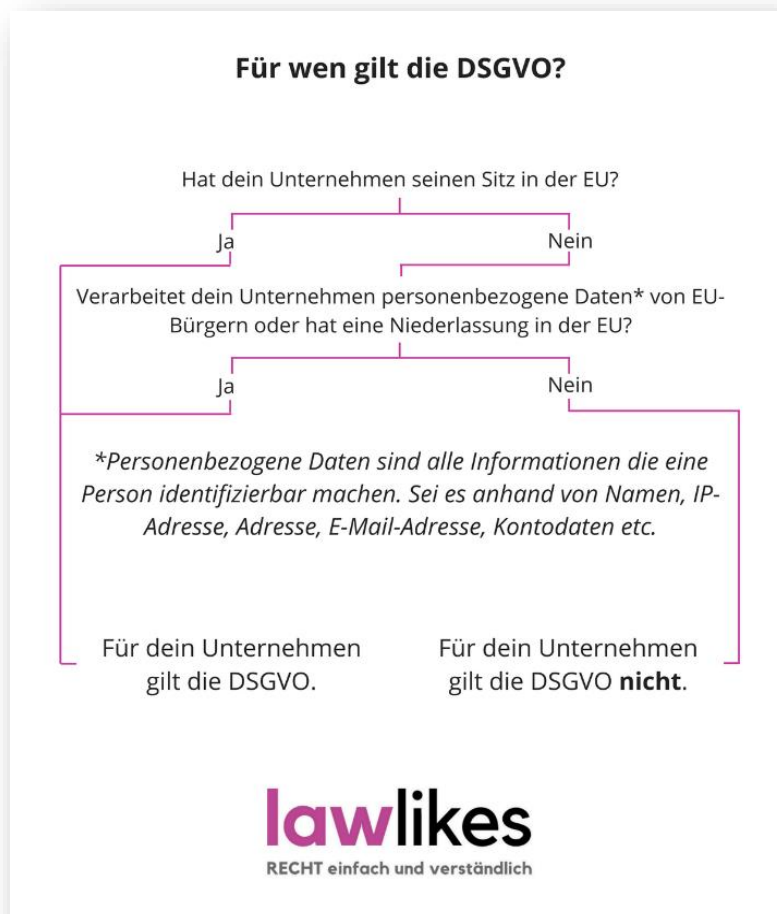 Für wen gilt die DSGVO?
Hat dein Unternehmen seinen Sitz in der EU?
Ja
Nein
Verarbeitet dein Unternehmen personenbezogene Daten* von EU-
Bürgern oder hat eine Niederlassung in der EU?
Ja
Nein
*Personenbezogene Daten sind alle Informationen die eine
Person identifizierbar machen. Sei es anhand von Namen, IP-
Adresse, Adresse, E-Mail-Adresse, Kontodaten etc.
Für dein Unternehmen
gilt die DSGVO.
Für dein Unternehmen
gilt die DSGVO nicht.
lawlikes
RECHT einfach und verständlich